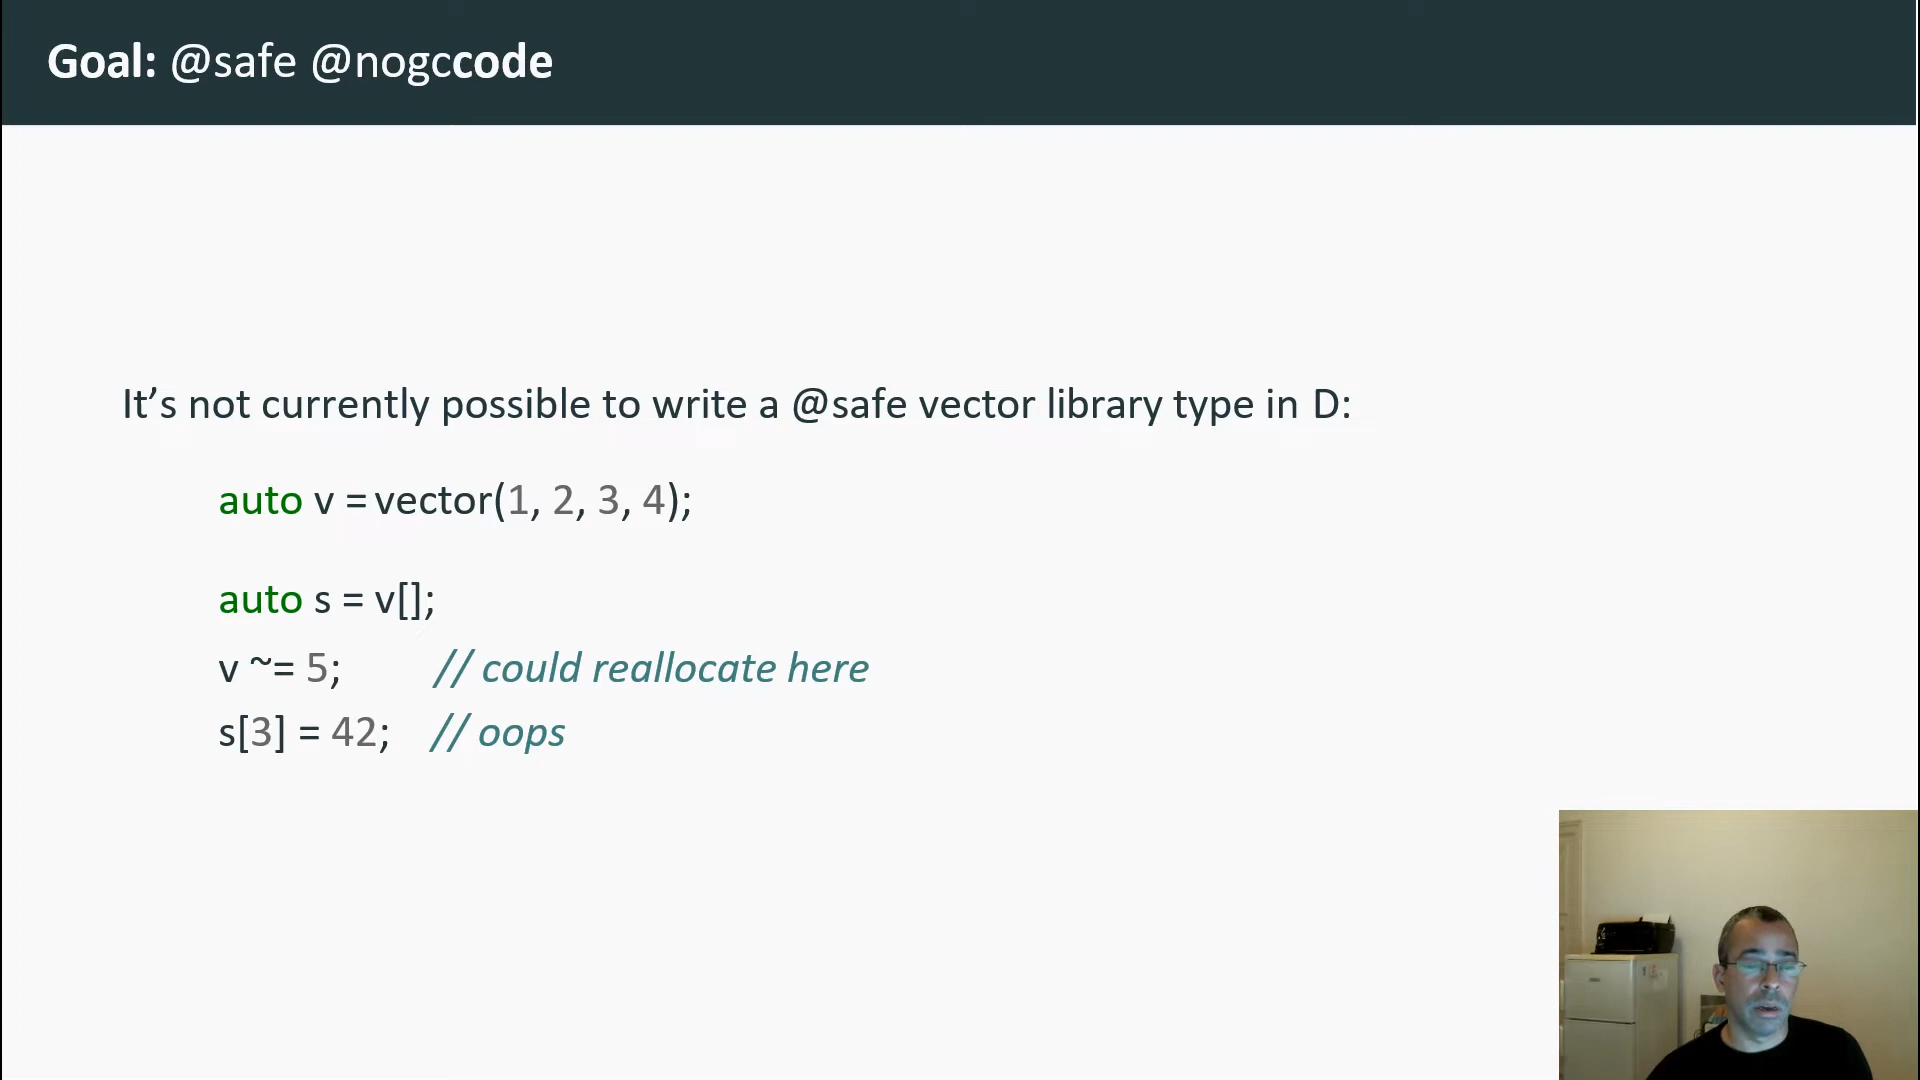 Goal: @safe @nogccode
It’s not currently possible to write a @safe vector library type in D:
auto v = vector(1, 2, 3, 4);
auto s = v[];
v ~= 5; // could reallocate here
s[3] = 42; // oops